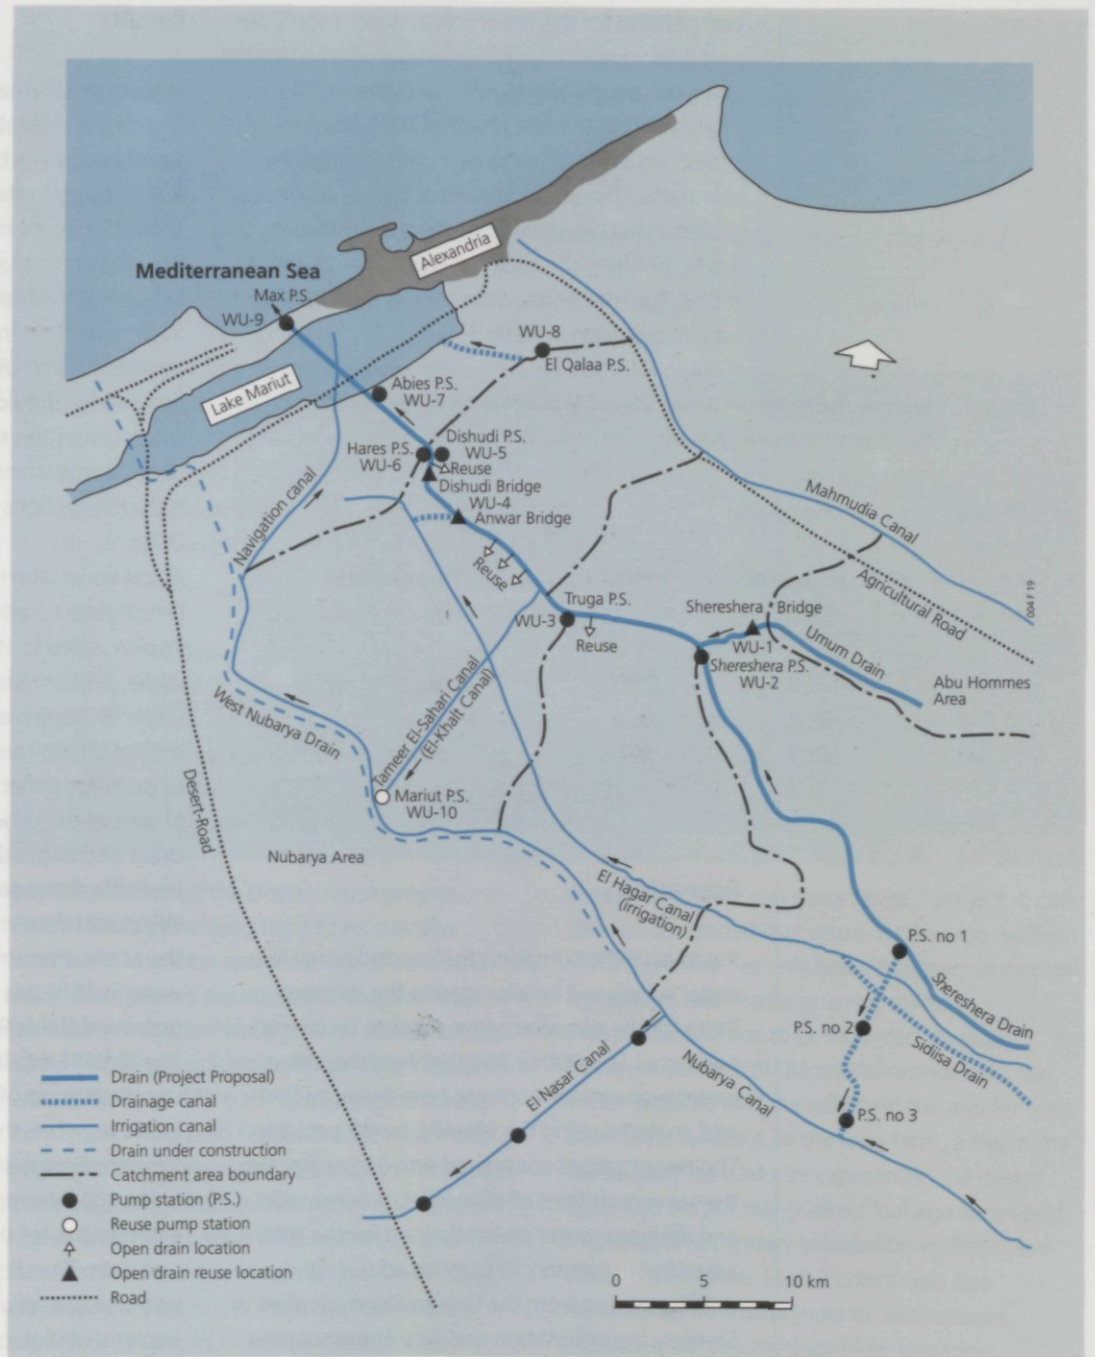 Alexandria
Mediterranean Sea
Max P.S.
WU-9
WU-8
El Qalaa P.S.
Lake Mariut
Abies P.S.
WU-7
Hares P.S.
WU-6
Dishudi P.S.
WU-5
Reuse
Dishudi Bridge
WU-4
Anwar Bridge
Navigation canal
Mahmudia Canal
Reuse
Agricultural Road
004 F 19
Truga P.S.
WU-3
Reuse
Shereshera Bridge
WU-1
Umum Drain
Shereshera P.S.
WU-2
Abu Hommes
Area
West Nubarya Drain
Tameer El-Sahari Canal
(El-Khalt Canal)
Desert-Road
Mariut P.S.
WU-10
Nubarya Area
El Hagar Canal
(irrigation)
P.S. no 1
Shereshera Drain
P.S. no 2
Sidiisa Drain
El Nasar Canal
Nubarya Canal
P.S. no 3
Drain (Project Proposal)
Drainage canal
Irrigation canal
Drain under construction
Catchment area boundary
Pump station (P.S.)
Reuse pump station
Open drain location
Open drain reuse location
Road
0 5 10 km